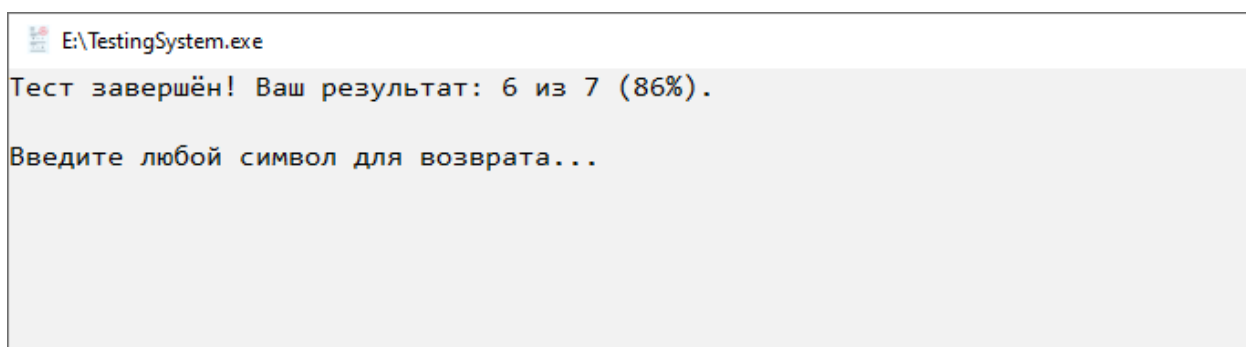 E:\TestingSystem.exe
Тест завершён! Ваш результат: 6 из 7 (86%).
Введите любой символ для возврата...